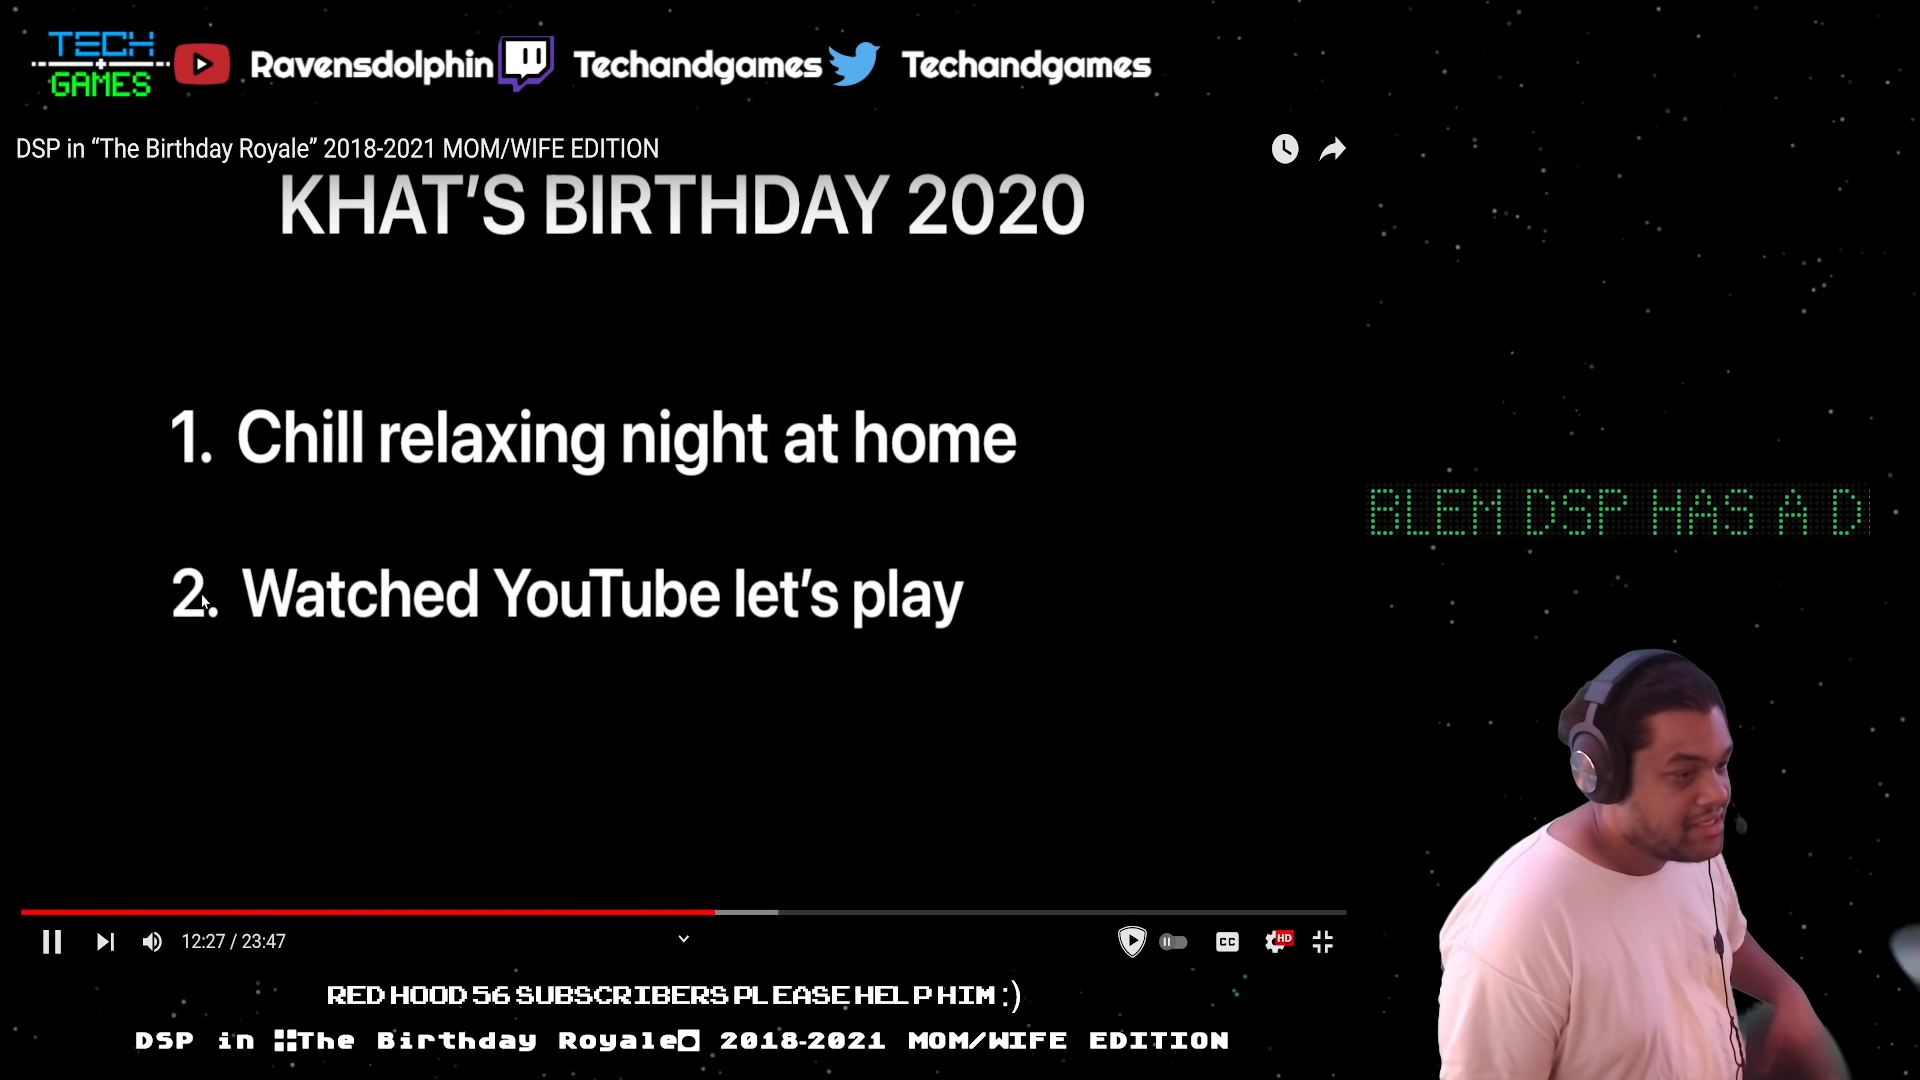 TECH
GAMES
Ravensdolphin
Techandgames
Techandgames
DSP in “The Birthday Royale” 2018-2021 MOM/WIFE EDITION
KHAT’S BIRTHDAY 2020
1. Chill relaxing night at home
2. Watched YouTube let’s play
BLEM DSP HAS A D
12:27 / 23:47
CC
HD
RED HOOD 56 SUBSCRIBERS PLEASE HELP HIM :)
DSP in The Birthday Royale 2018-2021 MOM/WIFE EDITION